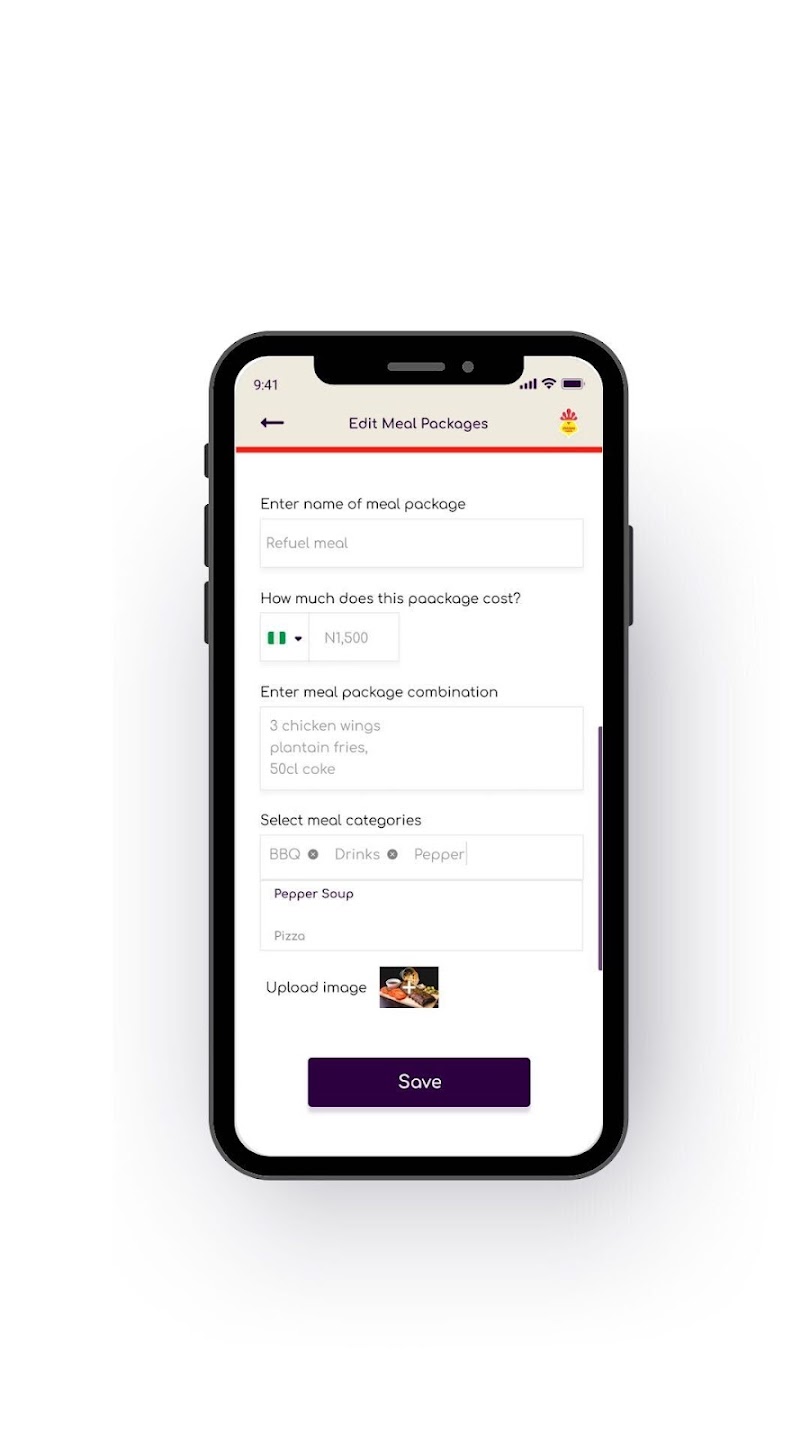 9:41
Edit Meal Packages
Enter name of meal package
Refuel meal
How much does this paackage cost?
N1,500
Enter meal package combination
3 chicken wings
plantain fries,
50cl coke
Select meal categories
BBQ Drinks Pepper
Pepper Soup
Pizza
Upload image
Save